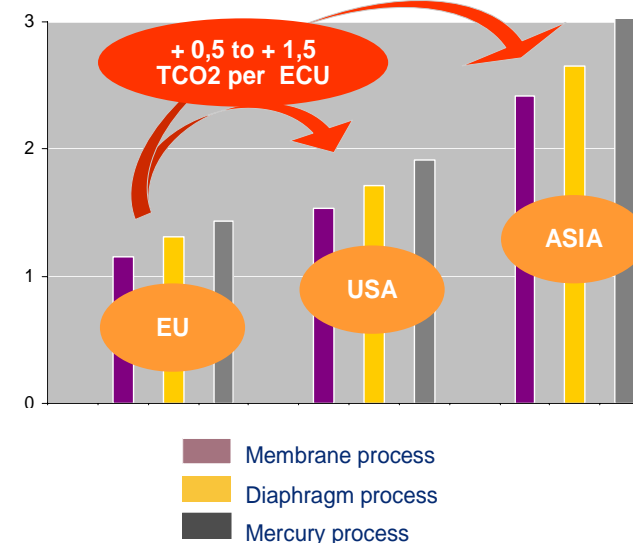 3
+ 0,5 to + 1,5
TCO2 per ECU
2
ASIA
1
USA
EU
0
Membrane process
Diaphragm process
Mercury process